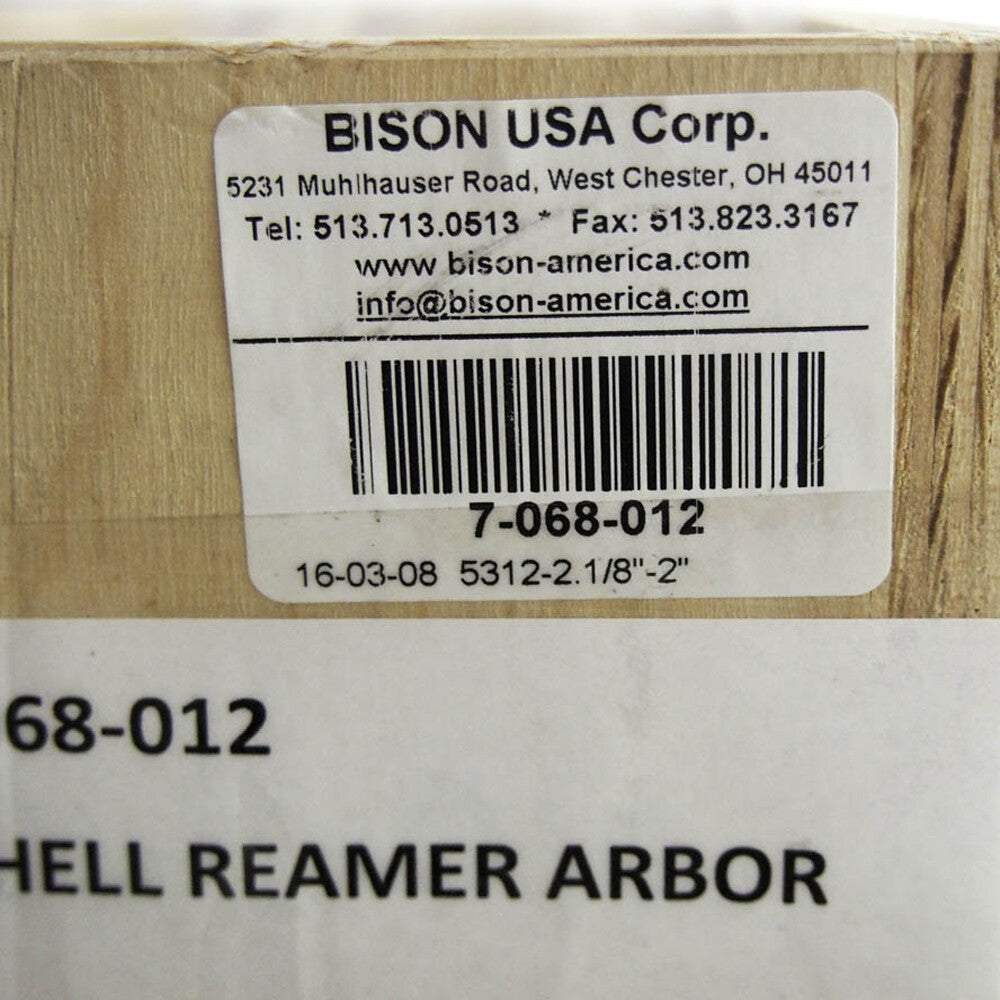 BISON USA Corp.
5231 Muhlhauser Road, West Chester, OH 45011
Tel: 513.713.0513 * Fax: 513.823.3167
www bison-america.com
info@bison-america.com
7-068-012
16-03-08 5312-2.1/8"-2"
68-012
HELL REAMER ARBOR